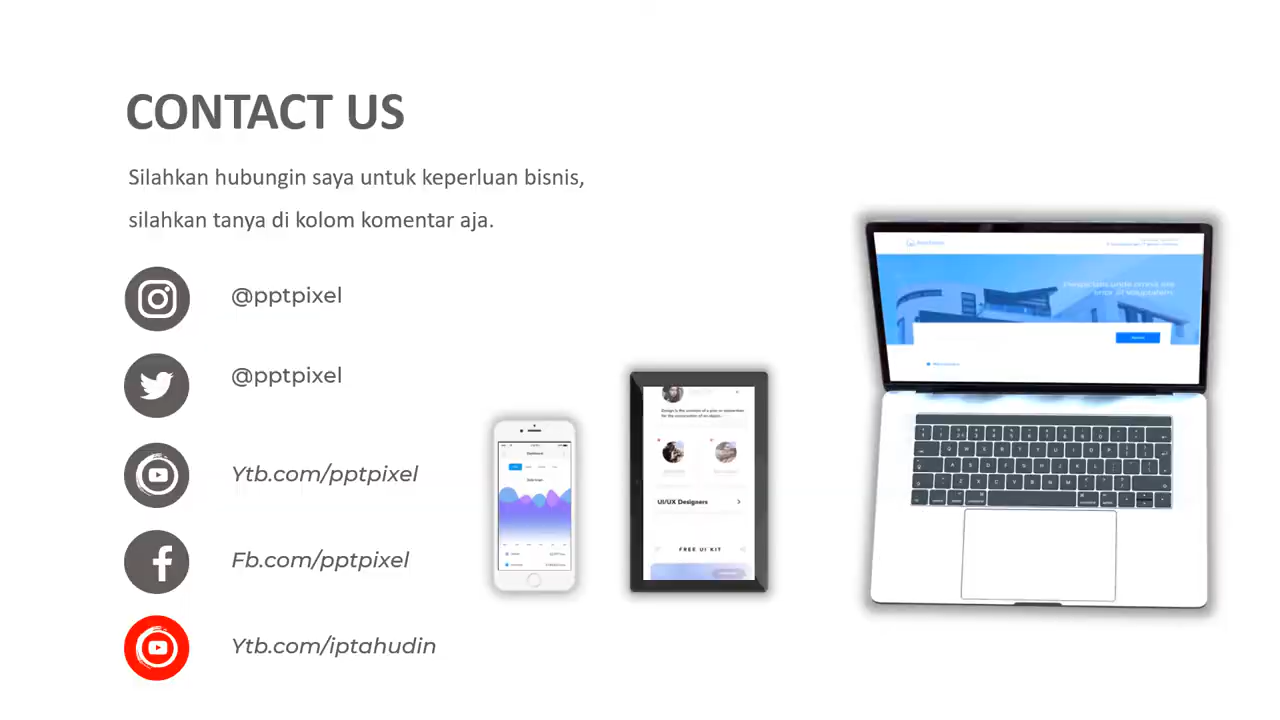 CONTACT US
Silahkan hubungin saya untuk keperluan bisnis,
silahkan tanya di kolom komentar aja.
@pptpixel
@pptpixel
Ytb.com/pptpixel
Fb.com/pptpixel
Ytb.com/iptahudin
Dashboard
UI/UX Designers
FREE UI KIT